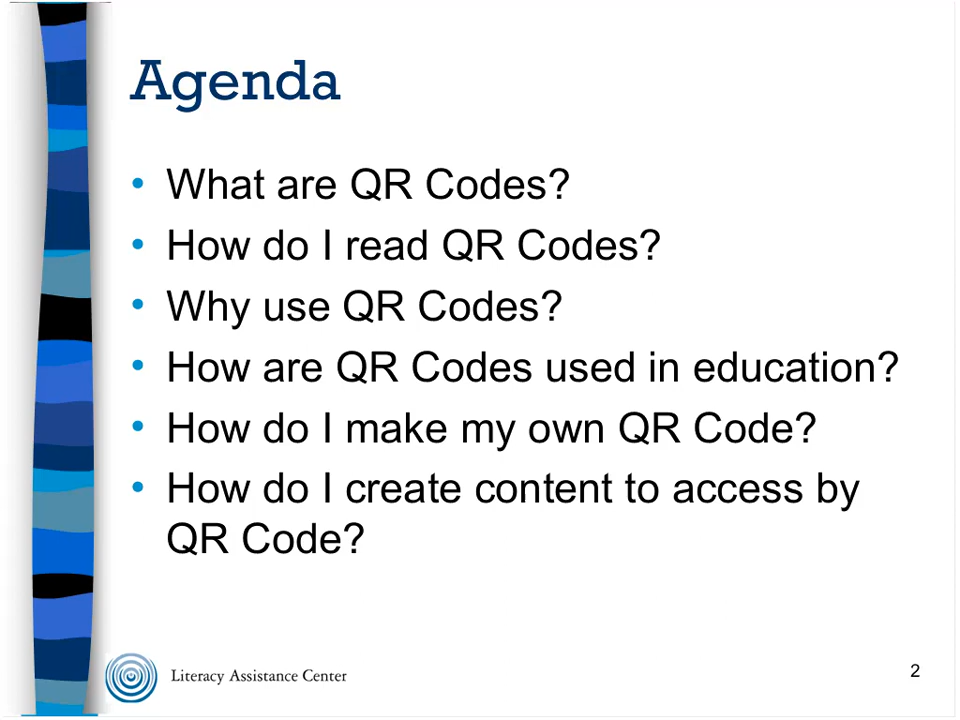 Agenda
• What are QR Codes?
• How do I read QR Codes?
• Why use QR Codes?
• How are QR Codes used in education?
• How do I make my own QR Code?
• How do I create content to access by
QR Code?
Literacy Assistance Center
2